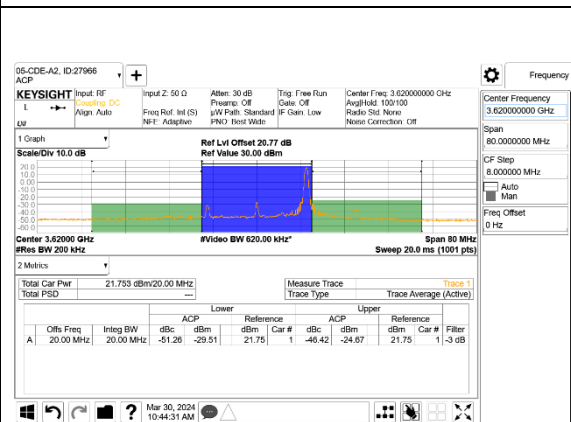 05-CDE-A2, ID:27966
ACP
Frequency
KEYSIGHT
Input: RF
Coupling: DC
Align: Auto
Input Z: 50 Ω
Freq Ref: Int (S)
NFE: Adaptive
Atten: 30 dB
Preamp: Off
µW Path: Standard
PNO: Best Wide
Trig: Free Run
Gate: Off
IF Gain: Low
Center Freq: 3.620000000 GHz
Avg|Hold: 100/100
Radio Std: None
Noise Correction: Off
L
Center Frequency
3.620000000 GHz
Span
80.0000000 MHz
CF Step
8.000000 MHz
Auto
Man
Freq Offset
0 Hz
1 Graph
Scale/Div 10.0 dB
Ref Lvl Offset 20.77 dB
Ref Value 30.00 dBm
20.0
10.0
0.00
-10.0
-20.0
-30.0
-40.0
-50.0
-60.0
Center 3.62000 GHz
#Video BW 620.00 kHz*
Span 80 MHz
#Res BW 200 kHz
Sweep 20.0 ms (1001 pts)
2 Metrics
Total Car Pwr 21.753 dBm/20.00 MHz
Total PSD ---
Measure Trace Trace 1
Trace Type Trace Average (Active)
Lower Upper
ACP Reference ACP Reference
Offs Freq Integ BW dBc dBm dBm Car # dBc dBm dBm Car # Filter
A 20.00 MHz 20.00 MHz -51.26 -29.51 21.75 1 -46.42 -24.67 21.75 1 -3 dB
?
Mar 30, 2024
10:44:31 AM